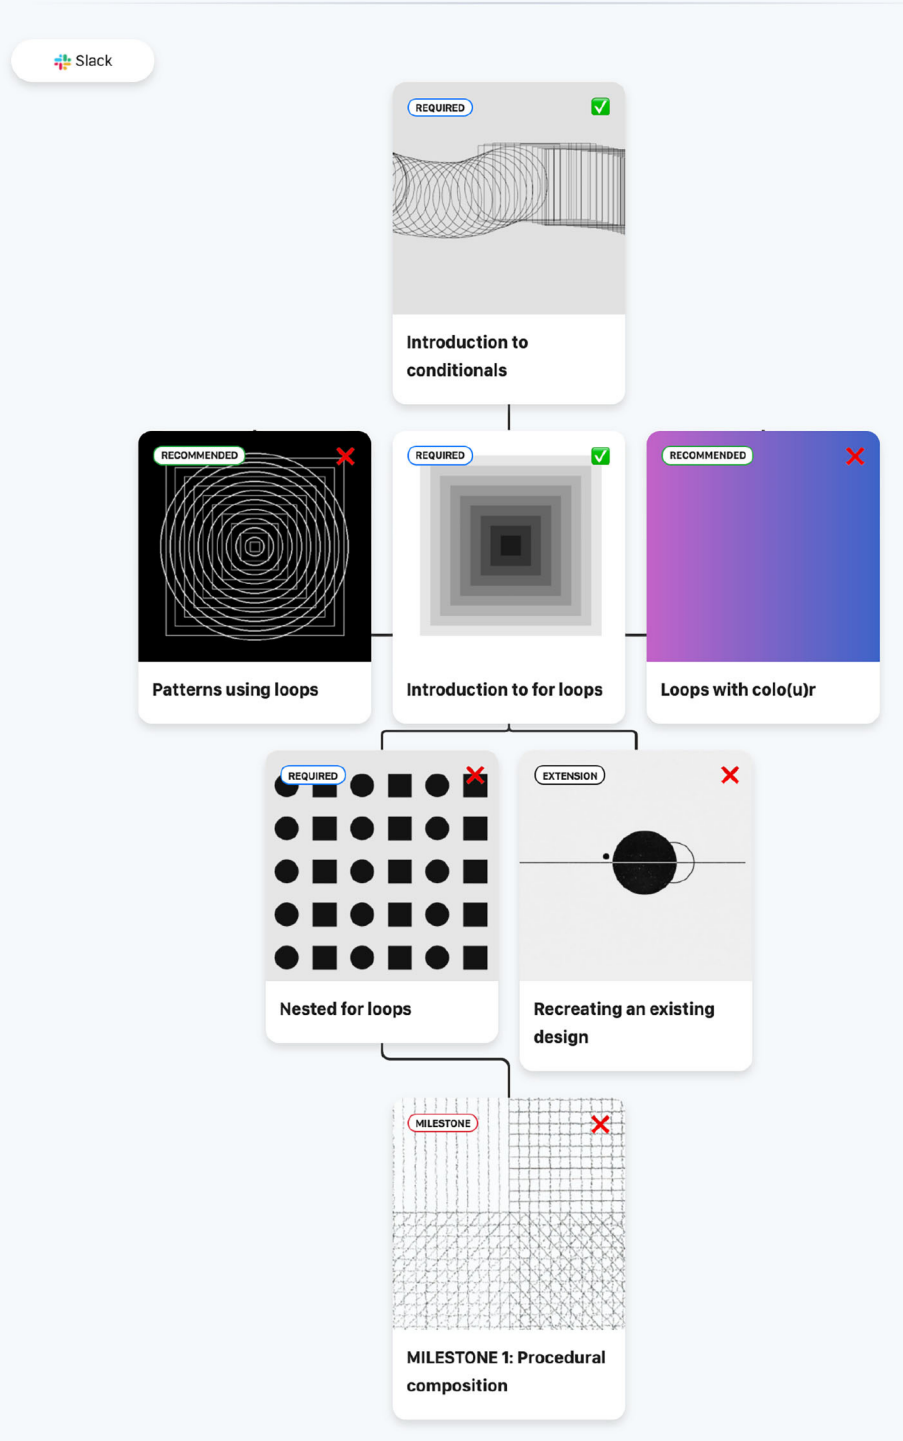 Slack
REQUIRED
Introduction to
conditionals
RECOMMENDED
REQUIRED
RECOMMENDED
Patterns using loops
Introduction to for loops
Loops with colo(u)r
REQUIRED
EXTENSION
Nested for loops
Recreating an existing
design
MILESTONE
MILESTONE 1: Procedural
composition